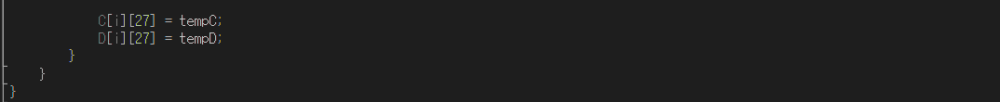 C[i][27] = tempC;
D[i][27] = tempD;
}
}
}